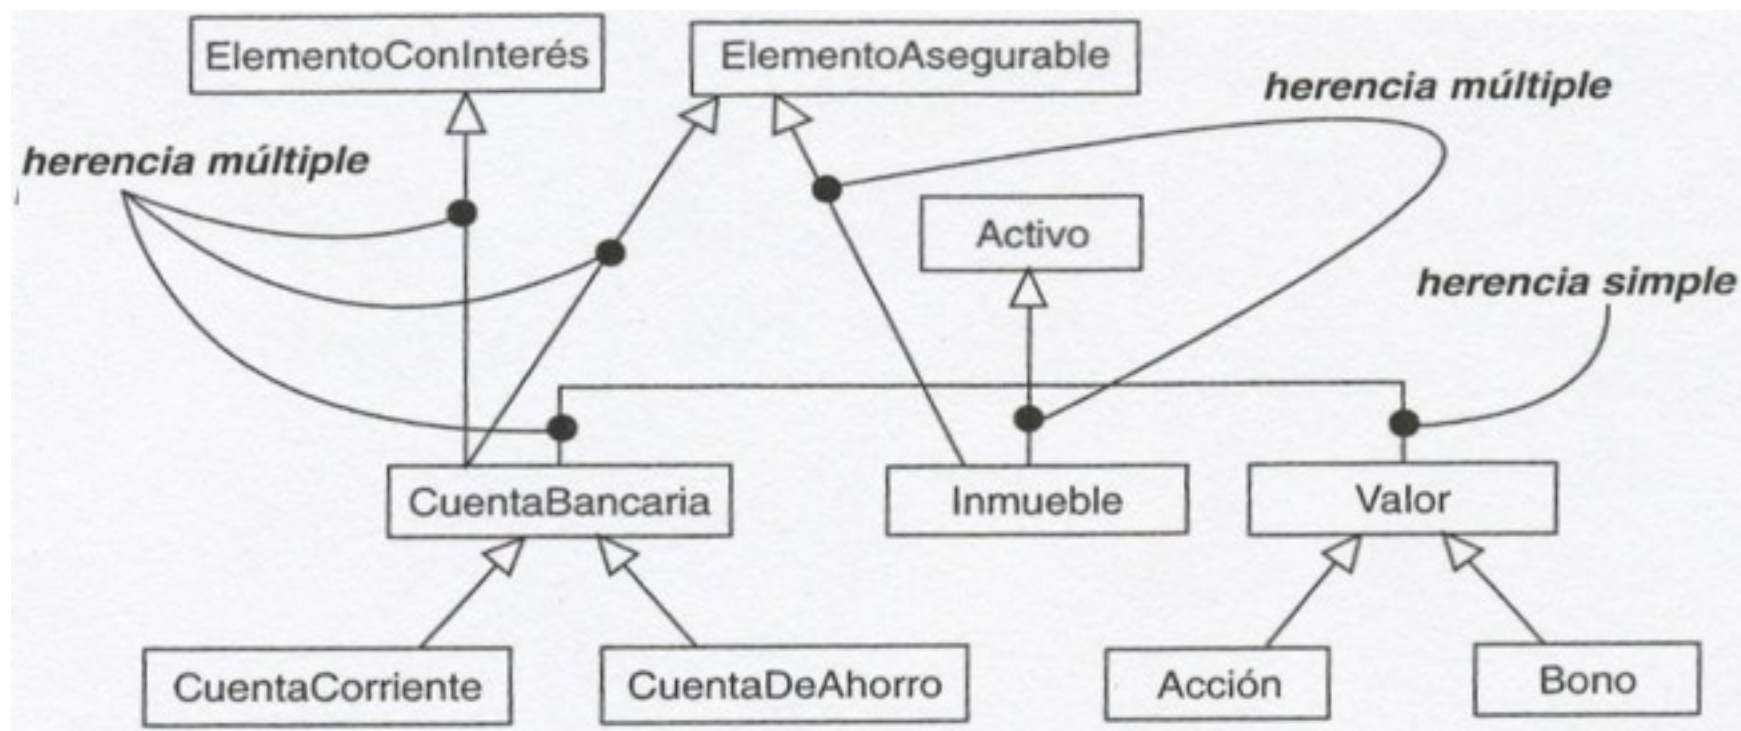 ElementoConInterés
ElementoAsegurable
herencia múltiple
herencia múltiple
Activo
herencia simple
CuentaBancaria
Inmueble
Valor
CuentaCorriente
CuentaDeAhorro
Acción
Bono